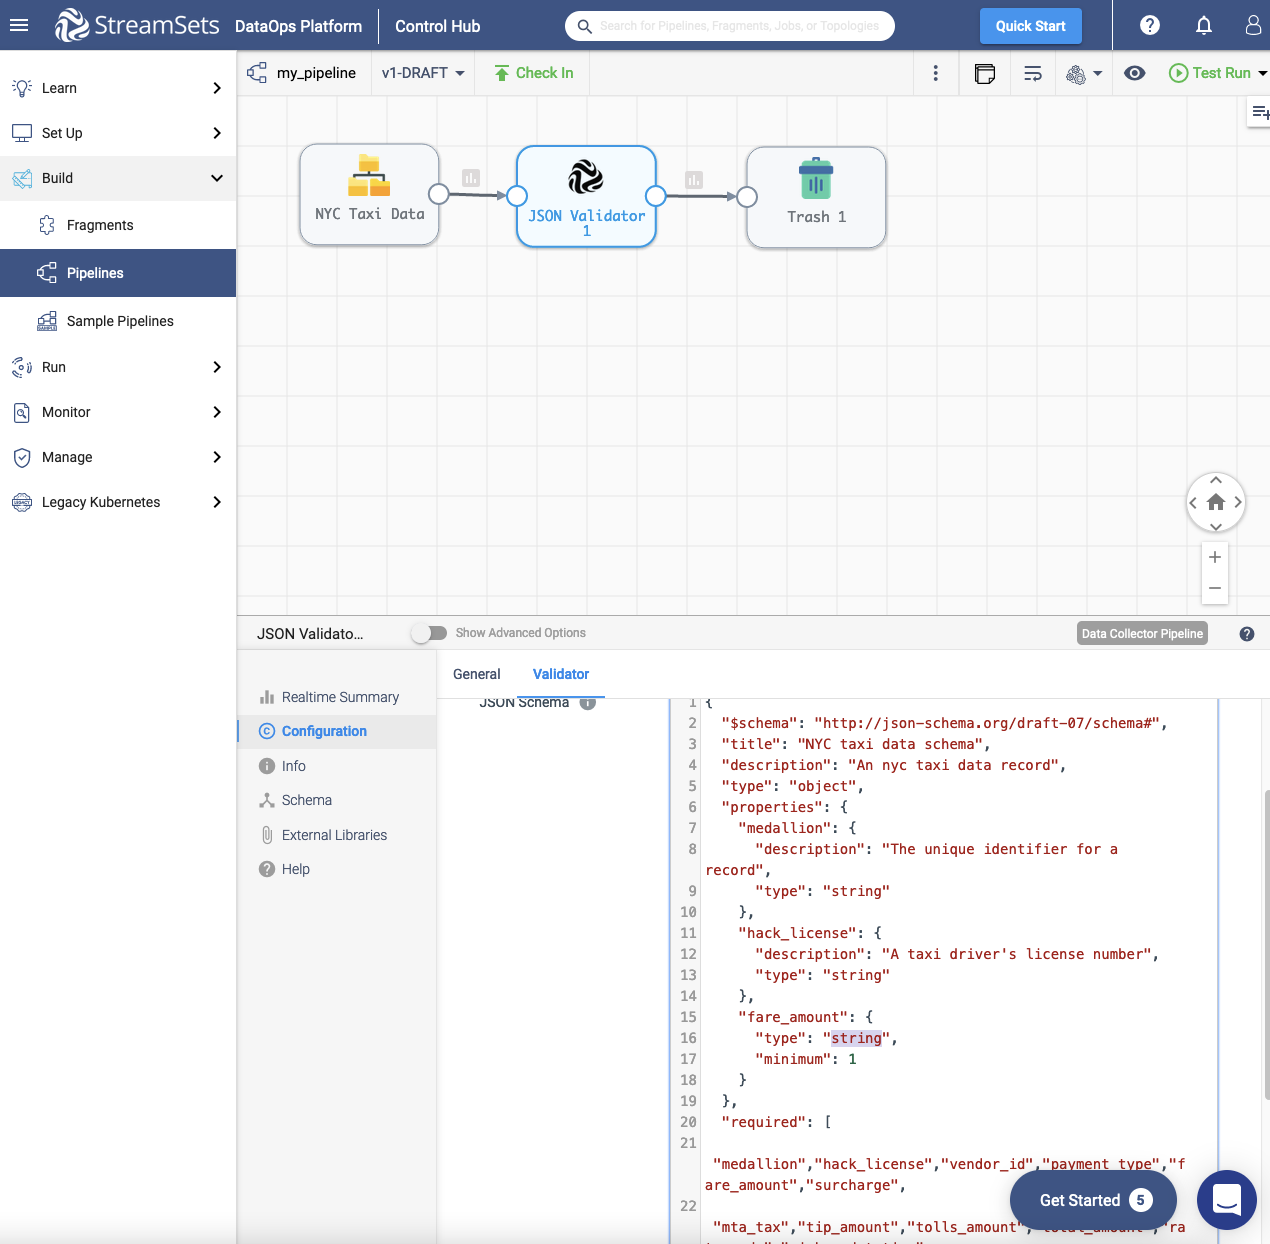 StreamSets DataOps Platform Control Hub
Search for Pipelines, Fragments, Jobs, or Topologies
Quick Start
Learn
Set Up
Build
Fragments
Pipelines
Sample Pipelines
Run
Monitor
Manage
Legacy Kubernetes
my_pipeline
v1-DRAFT
Check In
Test Run
NYC Taxi Data
JSON Validator
1
Trash 1
JSON Validato...
Show Advanced Options
Data Collector Pipeline
Realtime Summary
Configuration
Info
Schema
External Libraries
Help
General
Validator
JSON Schema
1 {
2 "$schema": "http://json-schema.org/draft-07/schema#",
3 "title": "NYC taxi data schema",
4 "description": "An nyc taxi data record",
5 "type": "object",
6 "properties": {
7 "medallion": {
8 "description": "The unique identifier for a
record",
9 "type": "string"
10 },
11 "hack_license": {
12 "description": "A taxi driver's license number",
13 "type": "string"
14 },
15 "fare_amount": {
16 "type": "string",
17 "minimum": 1
18 }
19 },
20 "required": [
21
"medallion","hack_license","vendor_id","payment_type","f
are_amount","surcharge",
22
"mta_tax","tip_amount","tolls_amount","total_amount","ra
Get Started 5